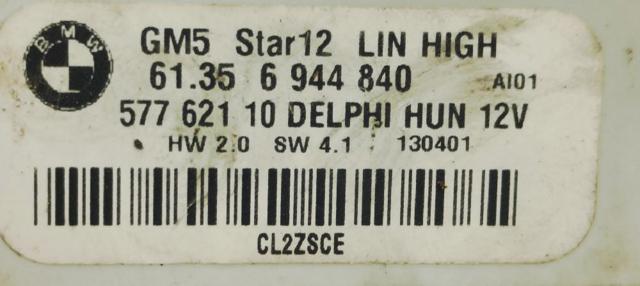 BMW
GM5 Star12 LIN HIGH
61.35 6 944 840 AI01
577 621 10 DELPHI HUN 12V
HW 2.0 SW 4.1 130401
CL2ZSCE